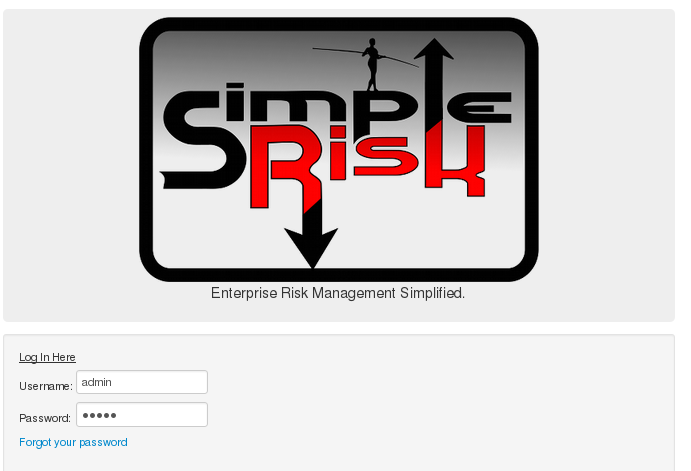 Simple
Risk
Enterprise Risk Management Simplified.
Log In Here
Username: admin
Password: •••••
Forgot your password